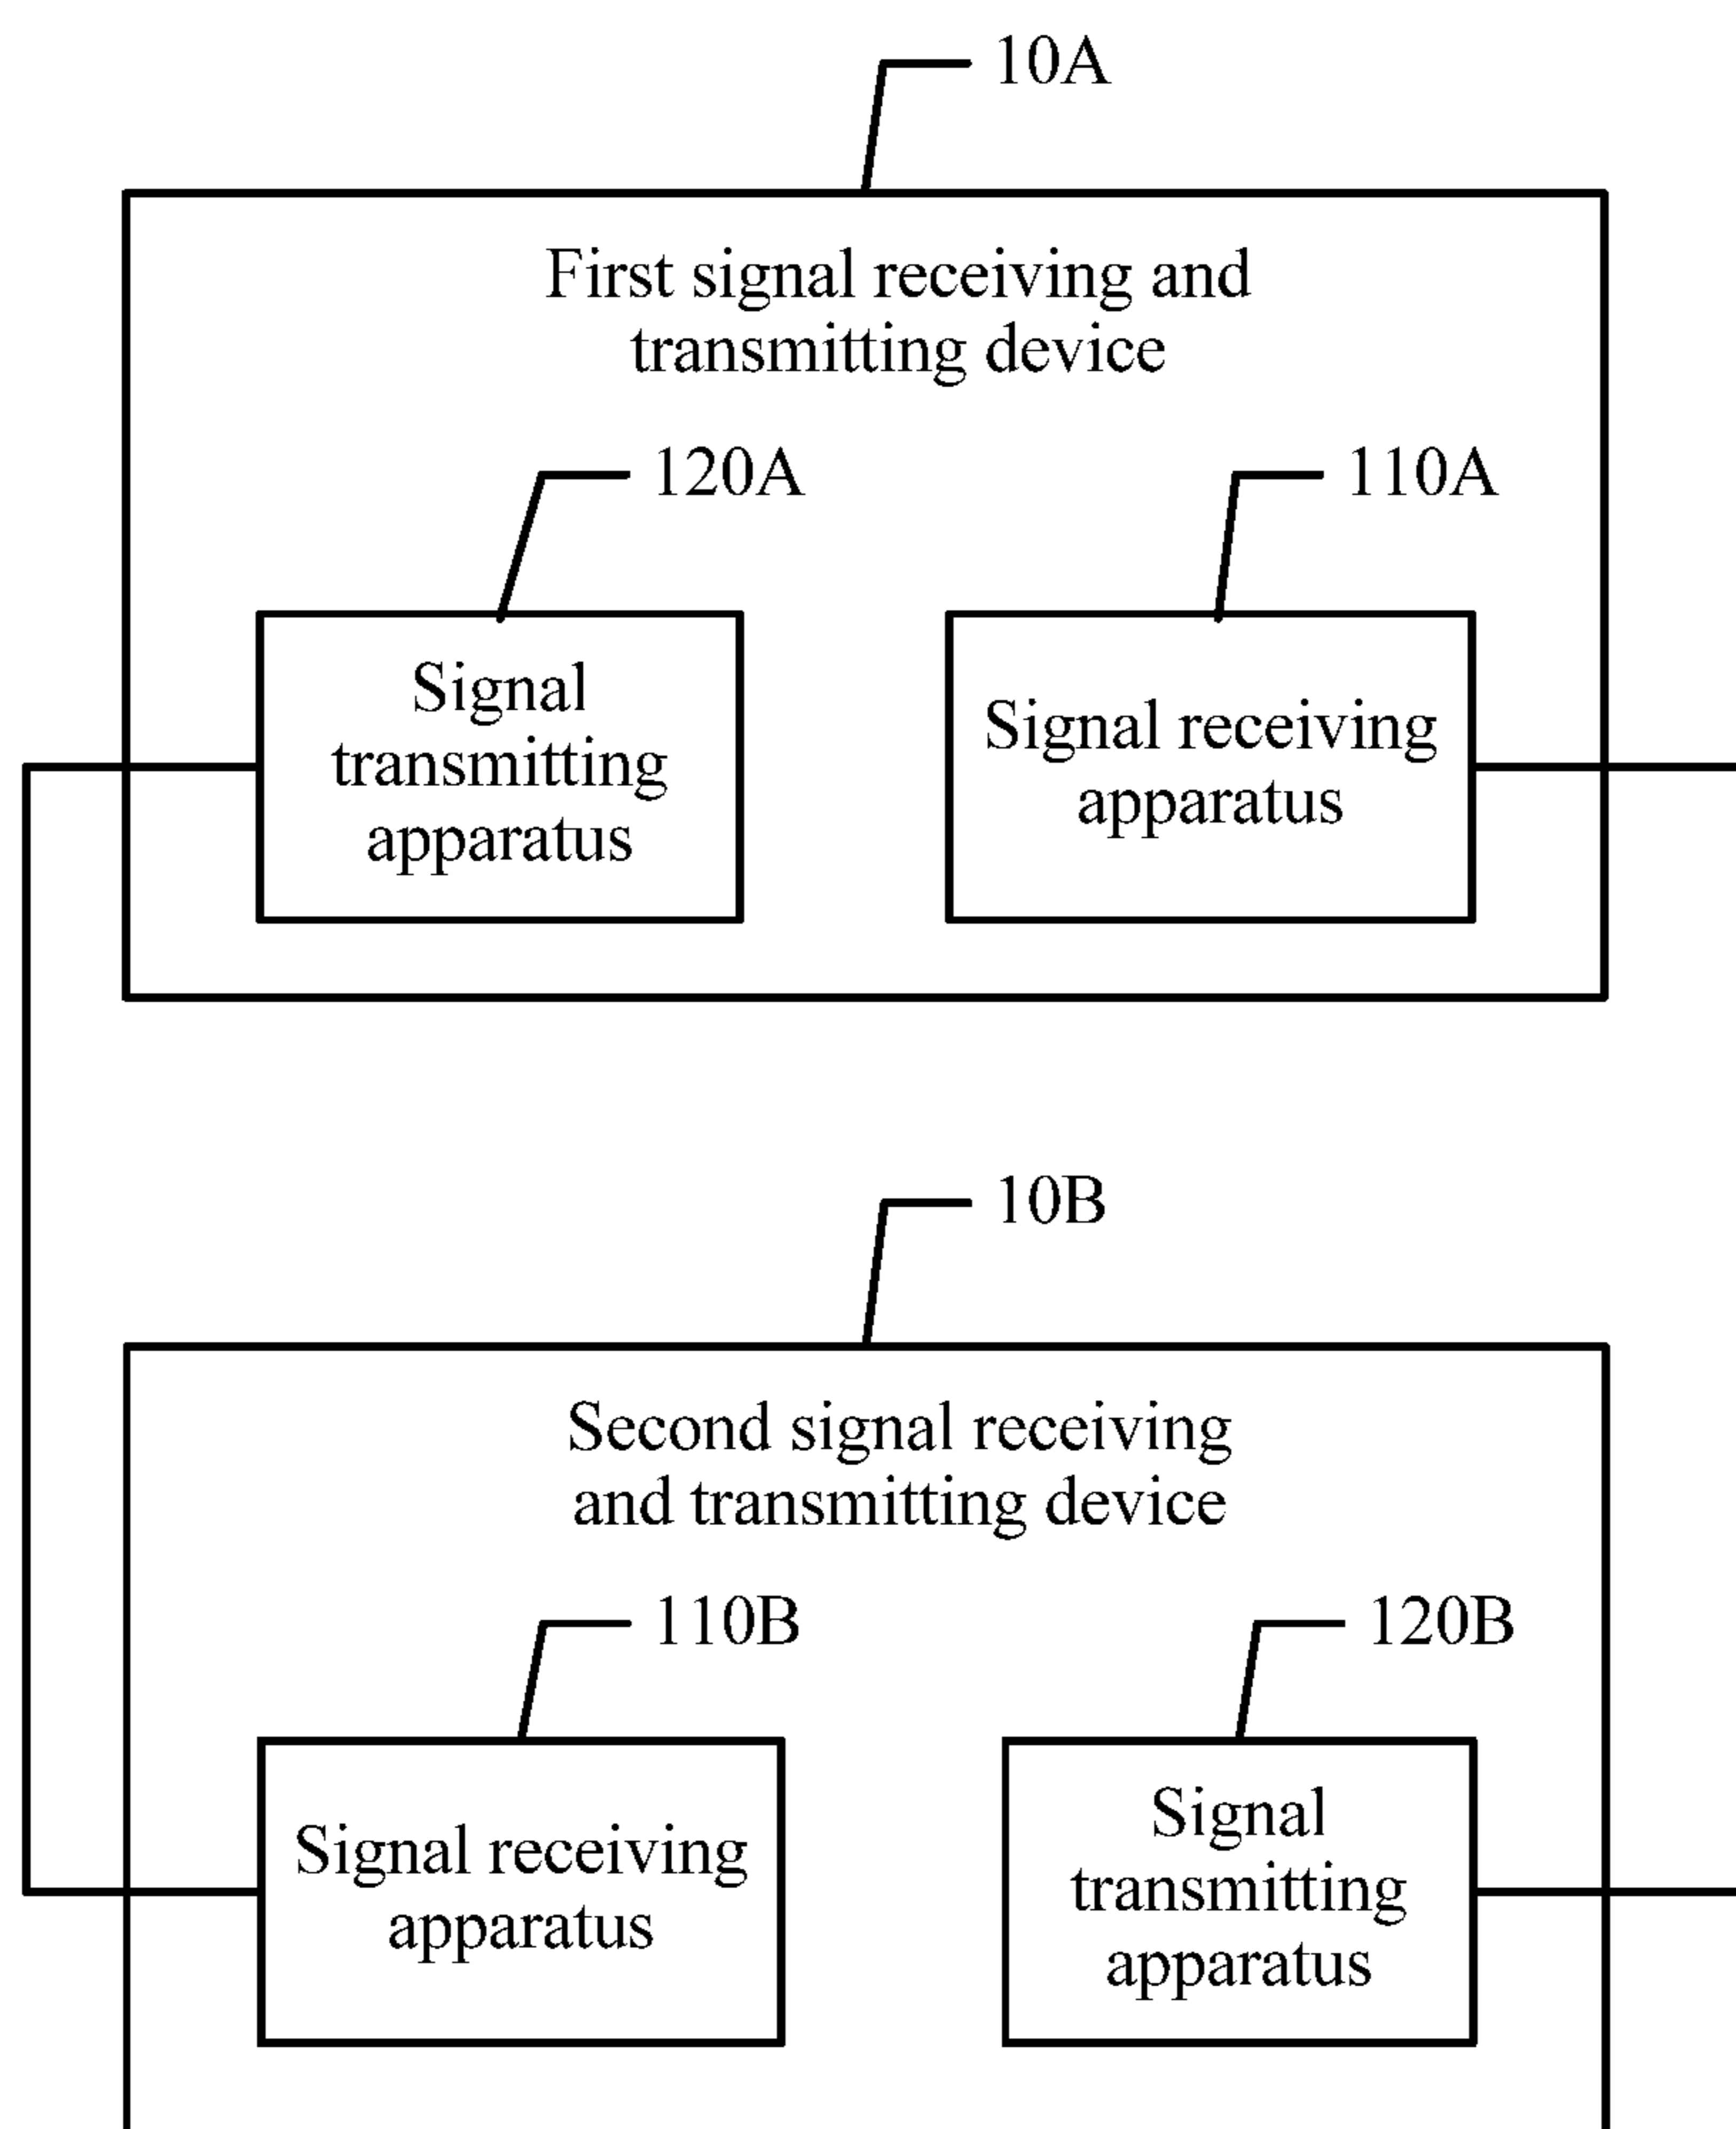 10A
First signal receiving and
transmitting device
120A
110A
Signal
transmitting
apparatus
Signal receiving
apparatus
10B
Second signal receiving
and transmitting device
110B
120B
Signal receiving
apparatus
Signal
transmitting
apparatus